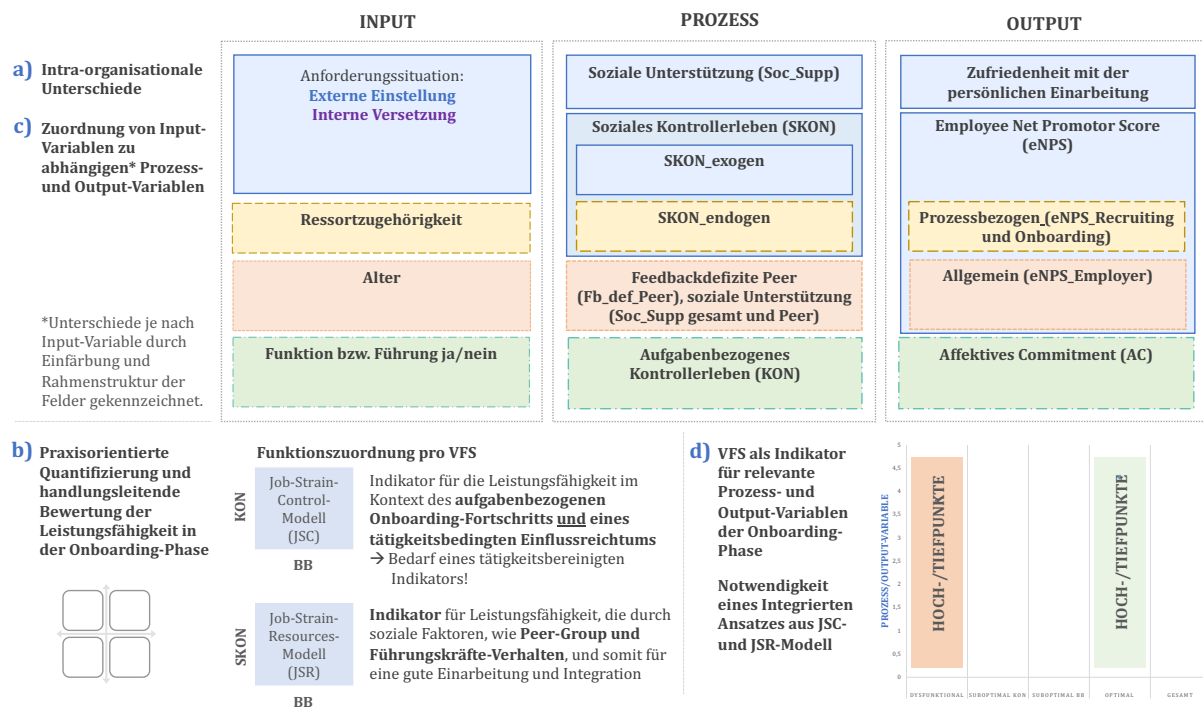 INPUT
PROZESS
OUTPUT
a) Intra-organisationale
Unterschiede
c) Zuordnung von Input-
Variablen zu
abhängigen* Prozess-
und Output-Variablen
*Unterschiede je nach
Input-Variable durch
Einfärbung und
Rahmenstruktur der
Felder gekennzeichnet.
Anforderungssituation:
Externe Einstellung
Interne Versetzung
Ressortzugehörigkeit
Alter
Funktion bzw. Führung ja/nein
Soziale Unterstützung (Soc_Supp)
Soziales Kontrollerleben (SKON)
SKON_exogen
SKON_endogen
Feedbackdefizite Peer
(Fb_def_Peer), soziale Unterstützung
(Soc_Supp gesamt und Peer)
Aufgabenbezogenes
Kontrollerleben (KON)
Zufriedenheit mit der
persönlichen Einarbeitung
Employee Net Promotor Score
(eNPS)
Prozessbezogen (eNPS_Recruiting
und Onboarding)
Allgemein (eNPS_Employer)
Affektives Commitment (AC)
b) Praxisorientierte
Quantifizierung und
handlungsleitende
Bewertung der
Leistungsfähigkeit in
der Onboarding-Phase
Funktionszuordnung pro VFS
KON
Job-Strain-
Control-
Modell
(JSC)
BB
Indikator für die Leistungsfähigkeit im
Kontext des aufgabenbezogenen
Onboarding-Fortschritts und eines
tätigkeitsbedingten Einflussreichtums
→ Bedarf eines tätigkeitsbereinigten
Indikators!
SKON
Job-Strain-
Resources-
Modell
(JSR)
BB
Indikator für Leistungsfähigkeit, die durch
soziale Faktoren, wie Peer-Group und
Führungskräfte-Verhalten, und somit für
eine gute Einarbeitung und Integration
d) VFS als Indikator
für relevante
Prozess- und
Output-Variablen
der Onboarding-
Phase
Notwendigkeit
eines Integrierten
Ansatzes aus JSC-
und JSR-Modell
PROZESS/OUTPUT-VARIABLE
5
4,5
4
3,5
3
2,5
2
1,5
1
0,5
0
HOCH-/TIEFPUNKTE
HOCH-/TIEFPUNKTE
DYSFUNKTIONAL
SUBOPTIMAL KON
SUBOPTIMAL BB
OPTIMAL
GESAMT